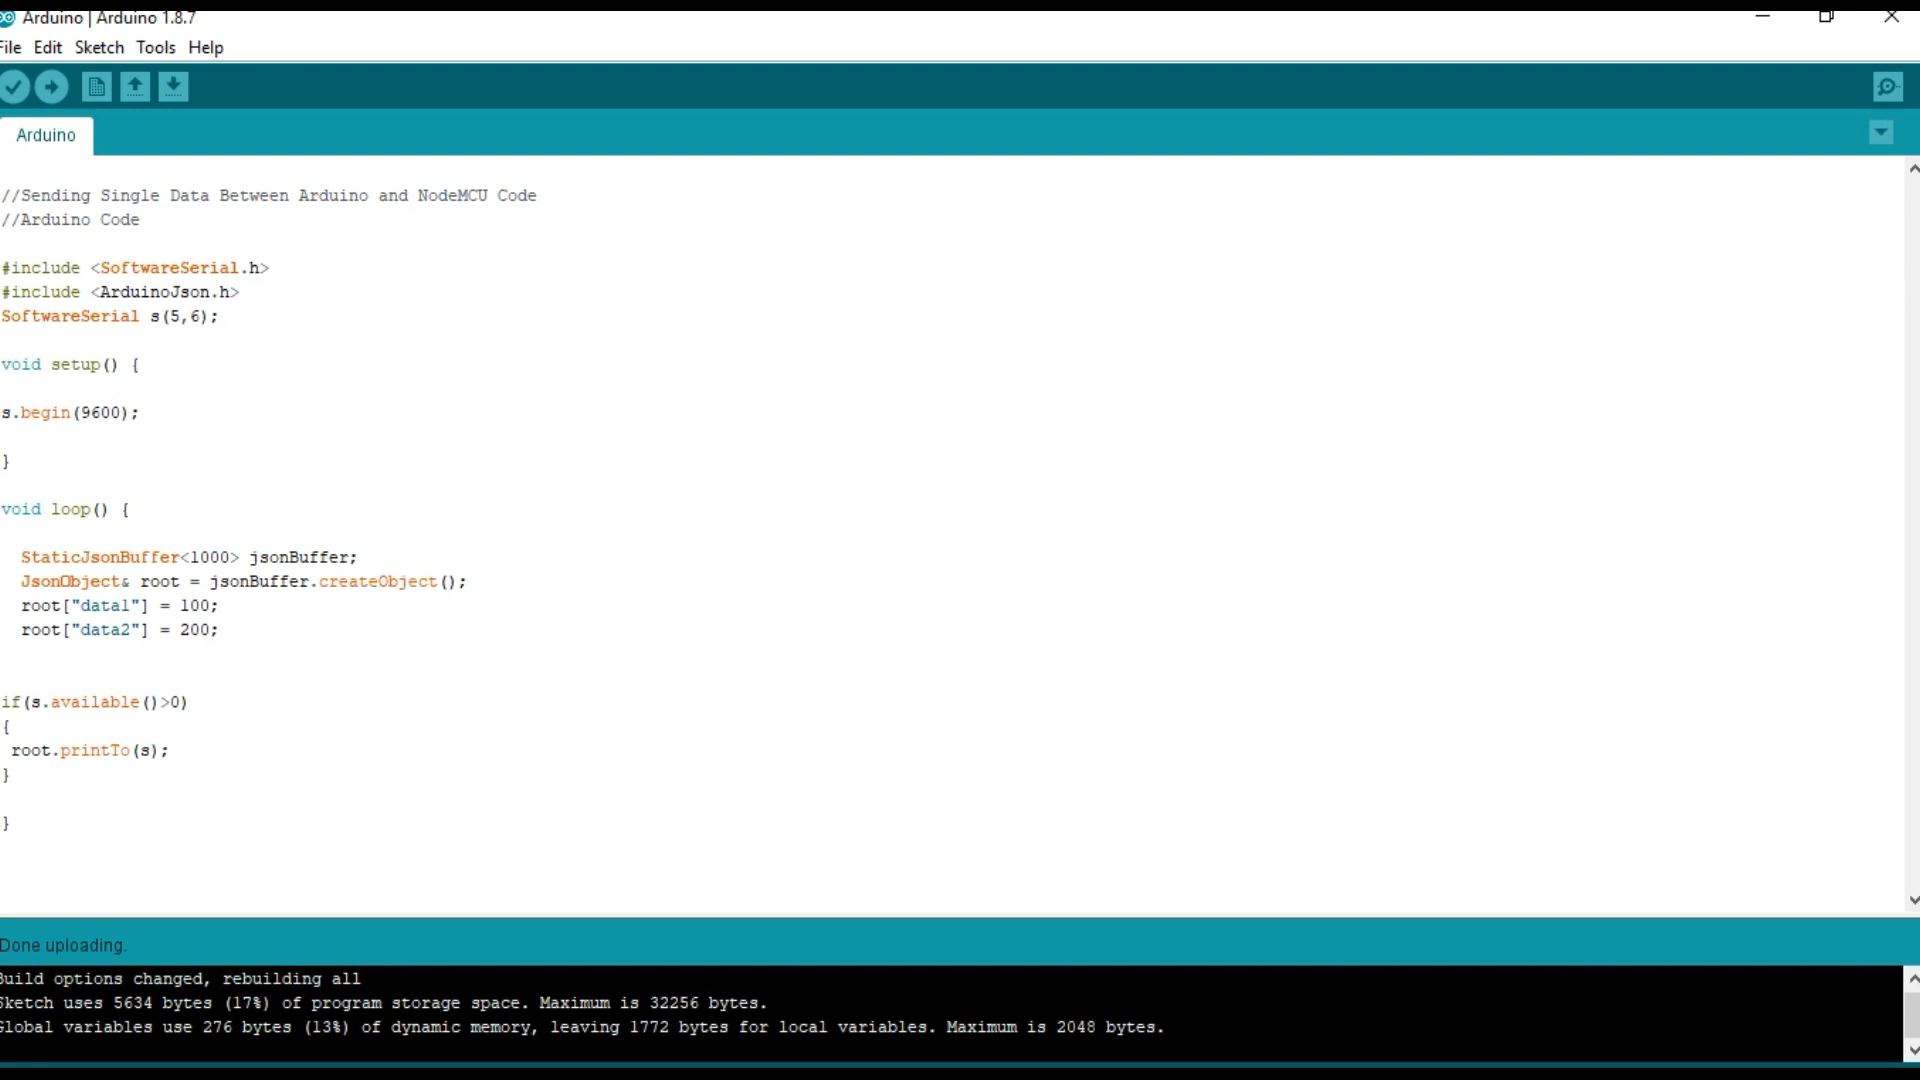 Arduino | Arduino 1.8.7
File Edit Sketch Tools Help
Arduino
//Sending Single Data Between Arduino and NodeMCU Code
//Arduino Code
#include <SoftwareSerial.h>
#include <ArduinoJson.h>
SoftwareSerial s(5,6);
void setup() {
s.begin(9600);
}
void loop() {
StaticJsonBuffer<1000> jsonBuffer;
JsonObject& root = jsonBuffer.createObject();
root["data1"] = 100;
root["data2"] = 200;
if(s.available()>0)
{
root.printTo(s);
}
}
Done uploading.
Build options changed, rebuilding all
Sketch uses 5634 bytes (17%) of program storage space. Maximum is 32256 bytes.
Global variables use 276 bytes (13%) of dynamic memory, leaving 1772 bytes for local variables. Maximum is 2048 bytes.